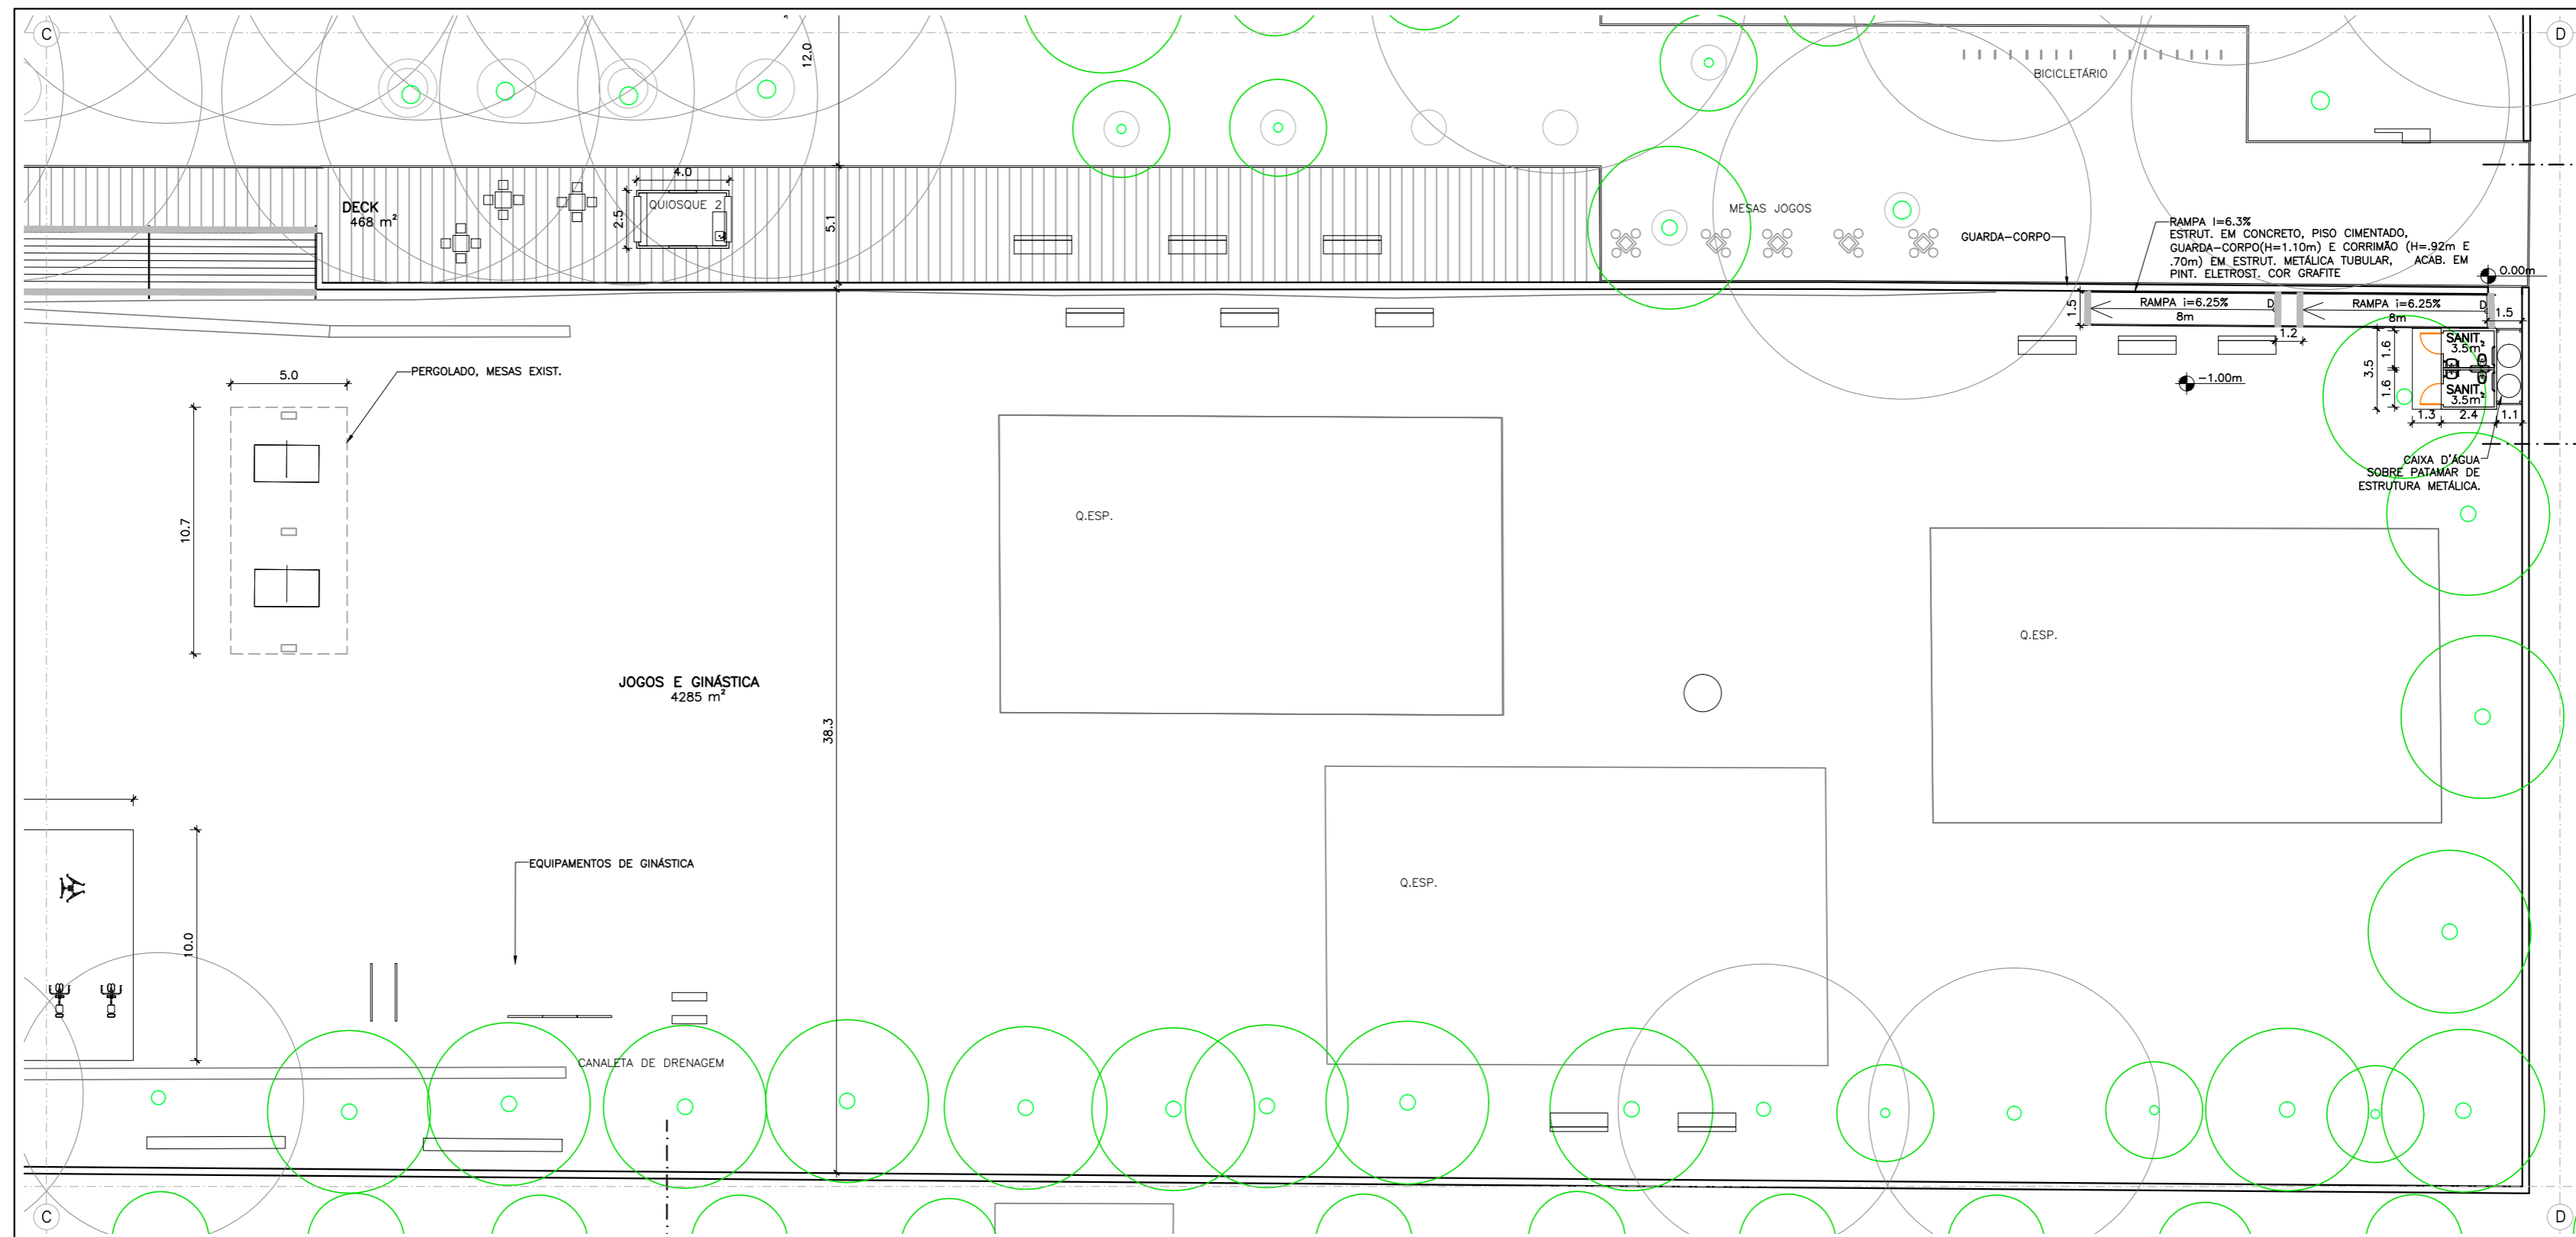 C
D
12.0
BICICLETÁRIO
4.0
QUIOSQUE 2
2.5
5.1
DECK
468 m²
MESAS JOGOS
GUARDA-CORPO
RAMPA I=6.3%
ESTRUT. EM CONCRETO, PISO CIMENTADO,
GUARDA-CORPO(H=1.10m) E CORRIMÃO (H=.92m E
.70m) EM ESTRUT. METÁLICA TUBULAR, ACAB. EM
PINT. ELETROST. COR GRAFITE
0.00m
1.5
RAMPA i=6.25%
8m
D
RAMPA i=6.25%
8m
D
1.5
1.2
SANIT.
3.5m²
SANIT.
3.5m²
1.6
1.6
3.5
1.3
2.4
1.1
-1.00m
CAIXA D'ÁGUA
SOBRE PATAMAR DE
ESTRUTURA METÁLICA.
5.0
PERGOLADO, MESAS EXIST.
10.7
Q.ESP.
Q.ESP.
JOGOS E GINÁSTICA
4285 m²
38.3
Q.ESP.
EQUIPAMENTOS DE GINÁSTICA
10.0
CANALETA DE DRENAGEM
C
D